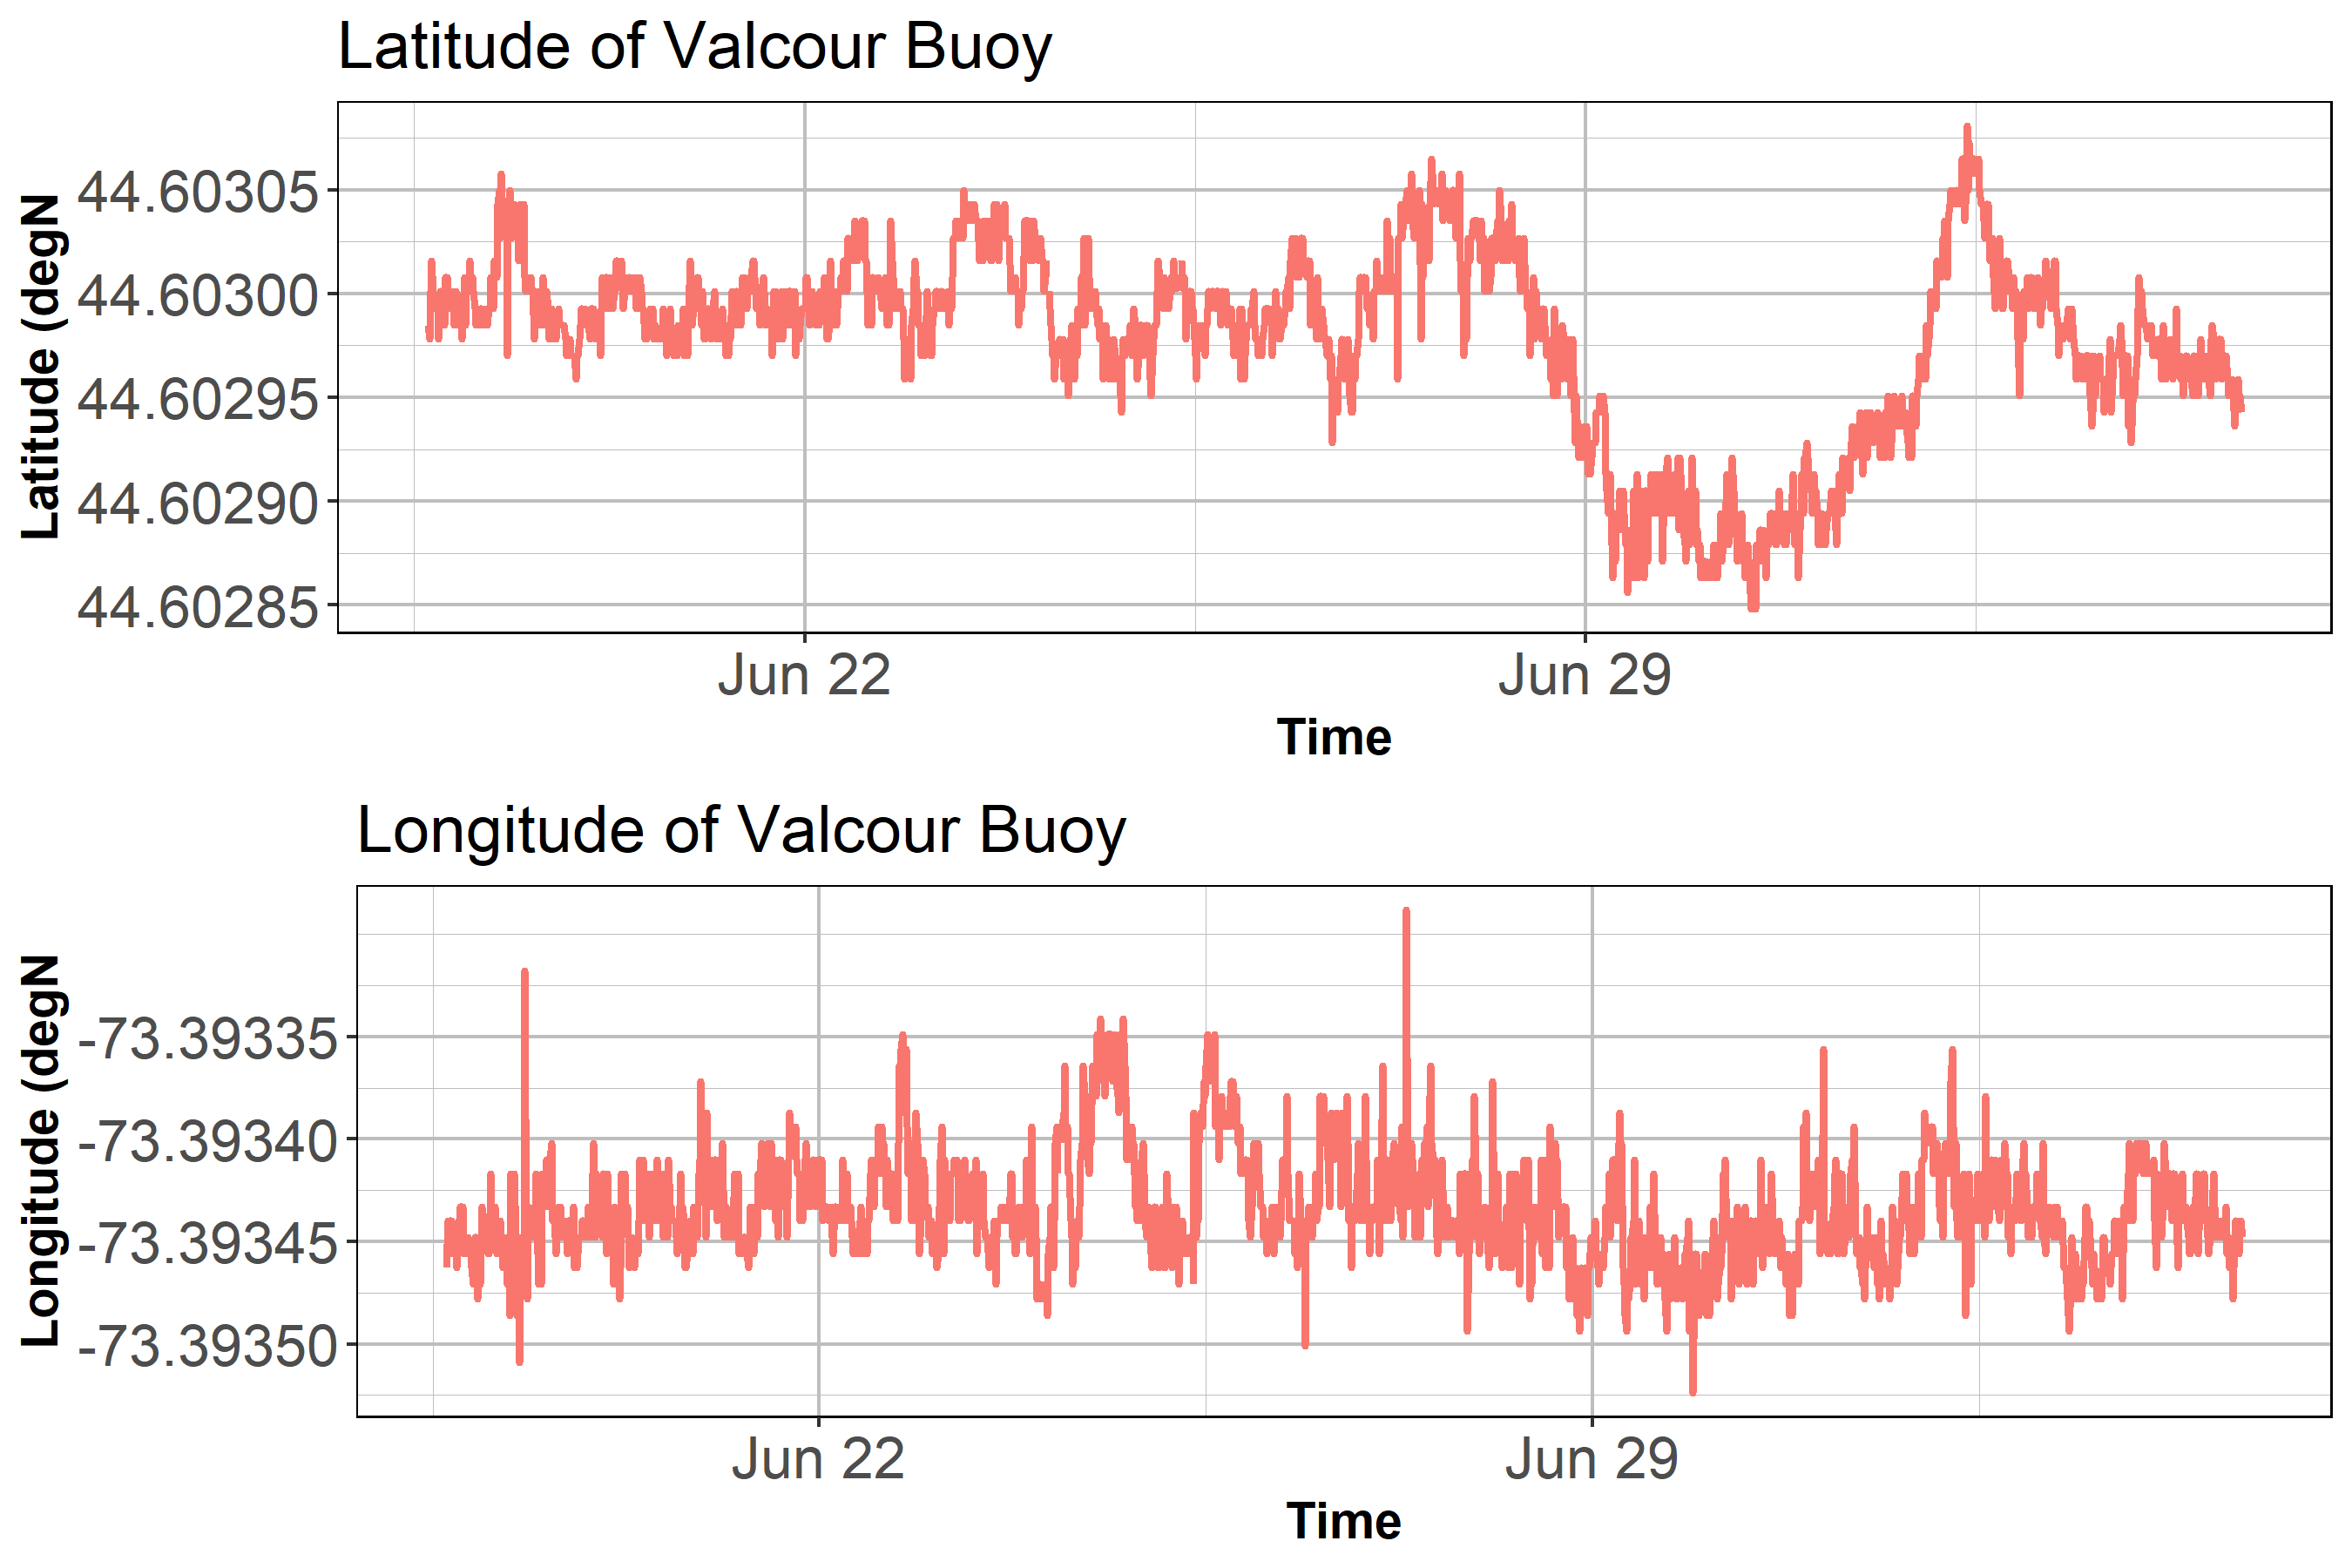 Latitude of Valcour Buoy
Latitude (degN
44.60305
44.60300
44.60295
44.60290
44.60285
Jun 22
Jun 29
Time
Longitude of Valcour Buoy
Longitude (degN
-73.39335
-73.39340
-73.39345
-73.39350
Jun 22
Jun 29
Time